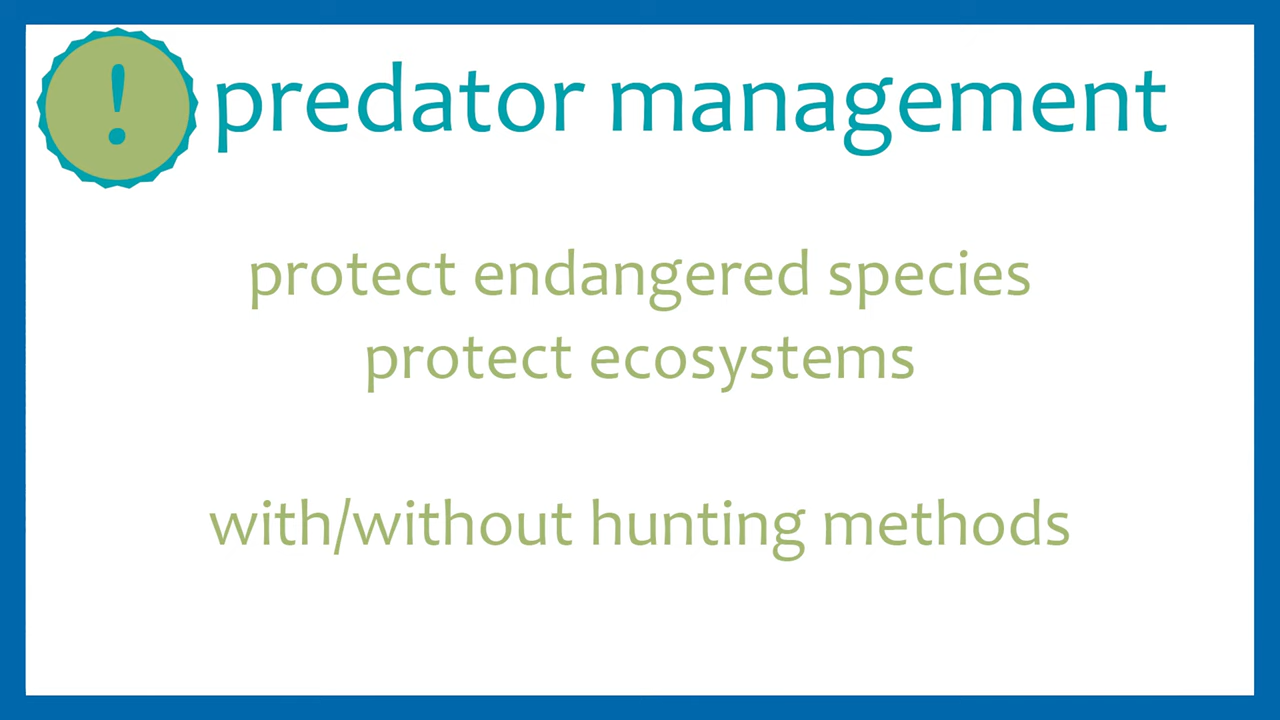 ! predator management
protect endangered species
protect ecosystems
with/without hunting methods